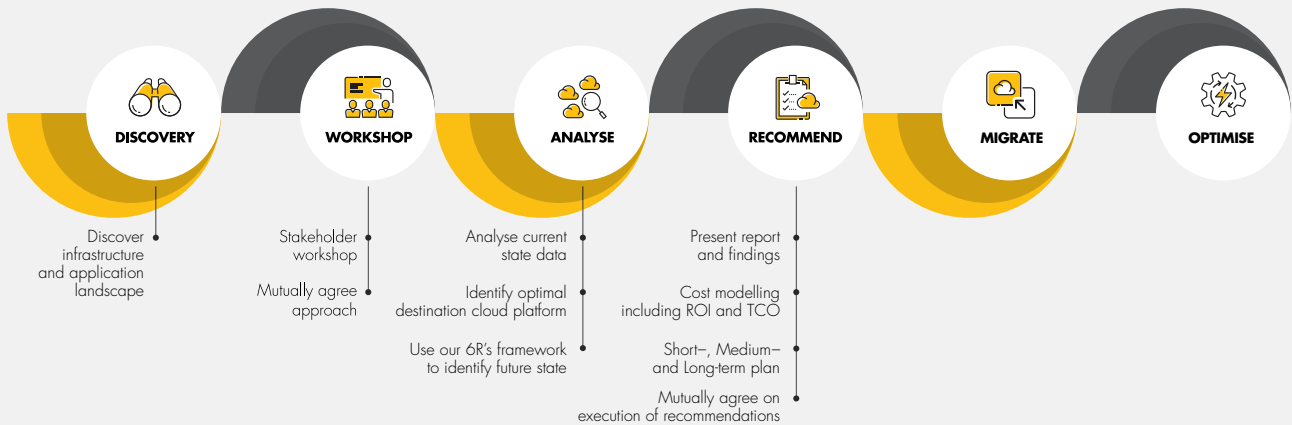 DISCOVERY
WORKSHOP
ANALYSE
RECOMMEND
MIGRATE
OPTIMISE
Discover
infrastructure
and application
landscape
Stakeholder
workshop
Mutually agree
approach
Analyse current
state data
Identify optimal
destination cloud platform
Use our 6R's framework
to identify future state
Present report
and findings
Cost modelling
including ROI and TCO
Short–, Medium–
and Long-term plan
Mutually agree on
execution of recommendations